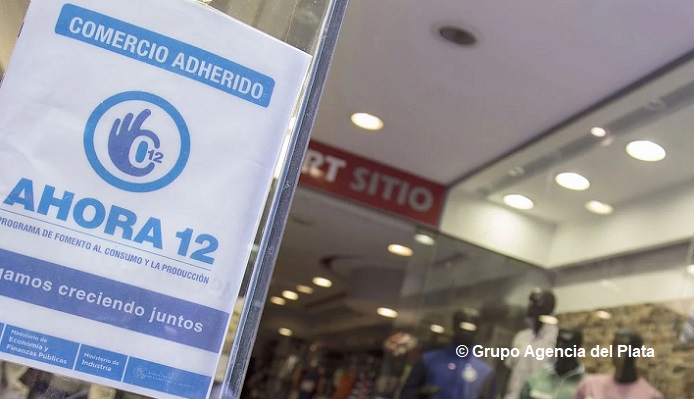 COMERCIO ADHERIDO
12
AHORA 12
PROGRAMA DE FOMENTO AL CONSUMO Y LA PRODUCCIÓN
gamos creciendo juntos
Ministerio de
Economía y
Finanzas Públicas
Ministerio de
Industria
RT SITIO
© Grupo Agencia del Plata